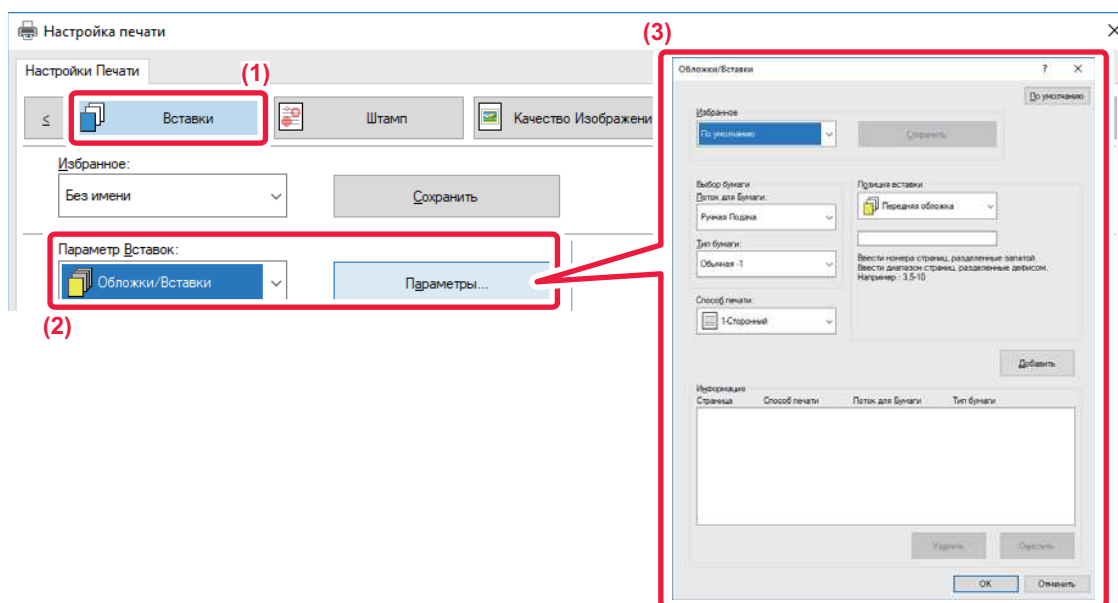 Настройка печати
Настройки Печати
(1)
≤
Вставки
Штамп
Качество Изображени
Избранное:
Без имени
Сохранить
Параметр Вставок:
Обложки/Вставки
Параметры...
(2)
(3)
Обложки/Вставки
?
По умолчанию
Избранное
По умолчанию
Сохранить
Выбор бумаги
Поток для Бумаги:
Ручная Подача
Тип бумаги:
Обычная -1
Способ печати:
1-Сторонний
Позиция вставки
Передняя обложка
Ввести номера страниц, разделенные запятой.
Ввести диапазон страниц, разделенные дефисом.
Например : 3,5-10
Добавить
Информация
Страница Способ печати Поток для Бумаги Тип бумаги
Удалить
Очистить
OK
Отменить